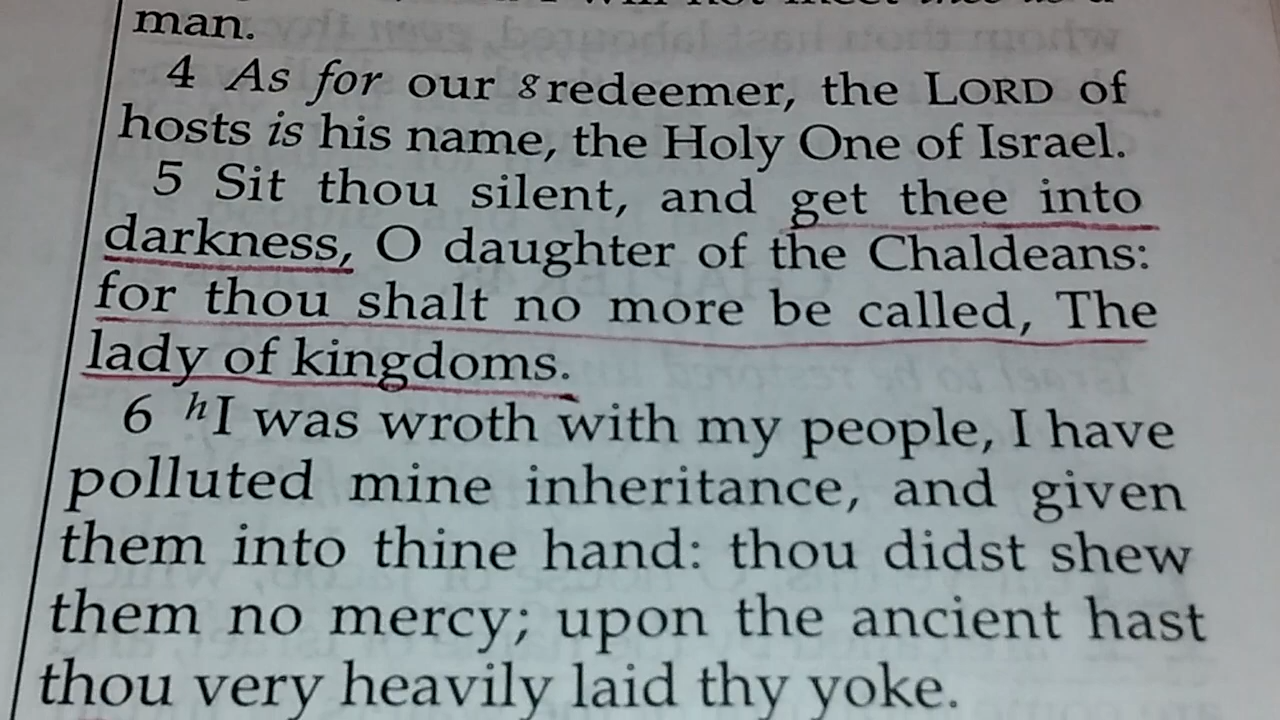 man.
4 As for our g redeemer, the LORD of
hosts is his name, the Holy One of Israel.
5 Sit thou silent, and get thee into
darkness, O daughter of the Chaldeans:
for thou shalt no more be called, The
lady of kingdoms.
6 h I was wroth with my people, I have
polluted mine inheritance, and given
them into thine hand: thou didst shew
them no mercy; upon the ancient hast
thou very heavily laid thy yoke.